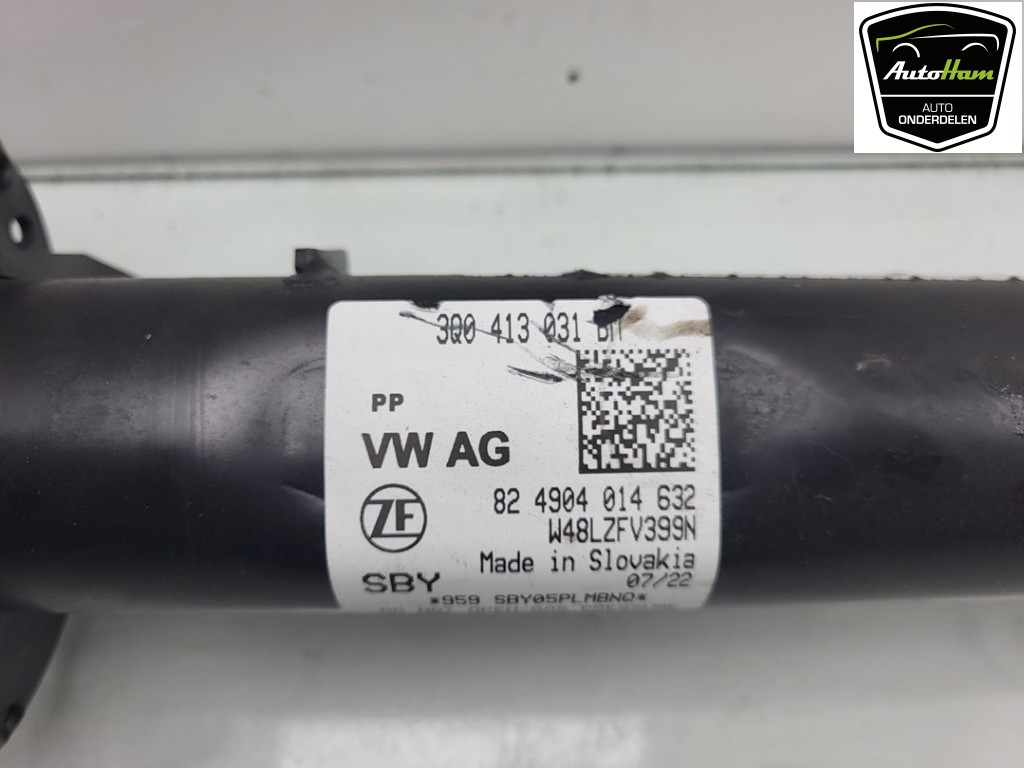 AutoHam
AUTO
ONDERDELEN
3Q0 413 031 BM
PP
VW AG
ZF
82 4904 014 632
W48LZFV399N
Made in Slovakia
SBY
07/22
*959 SBY05PLMBNO*